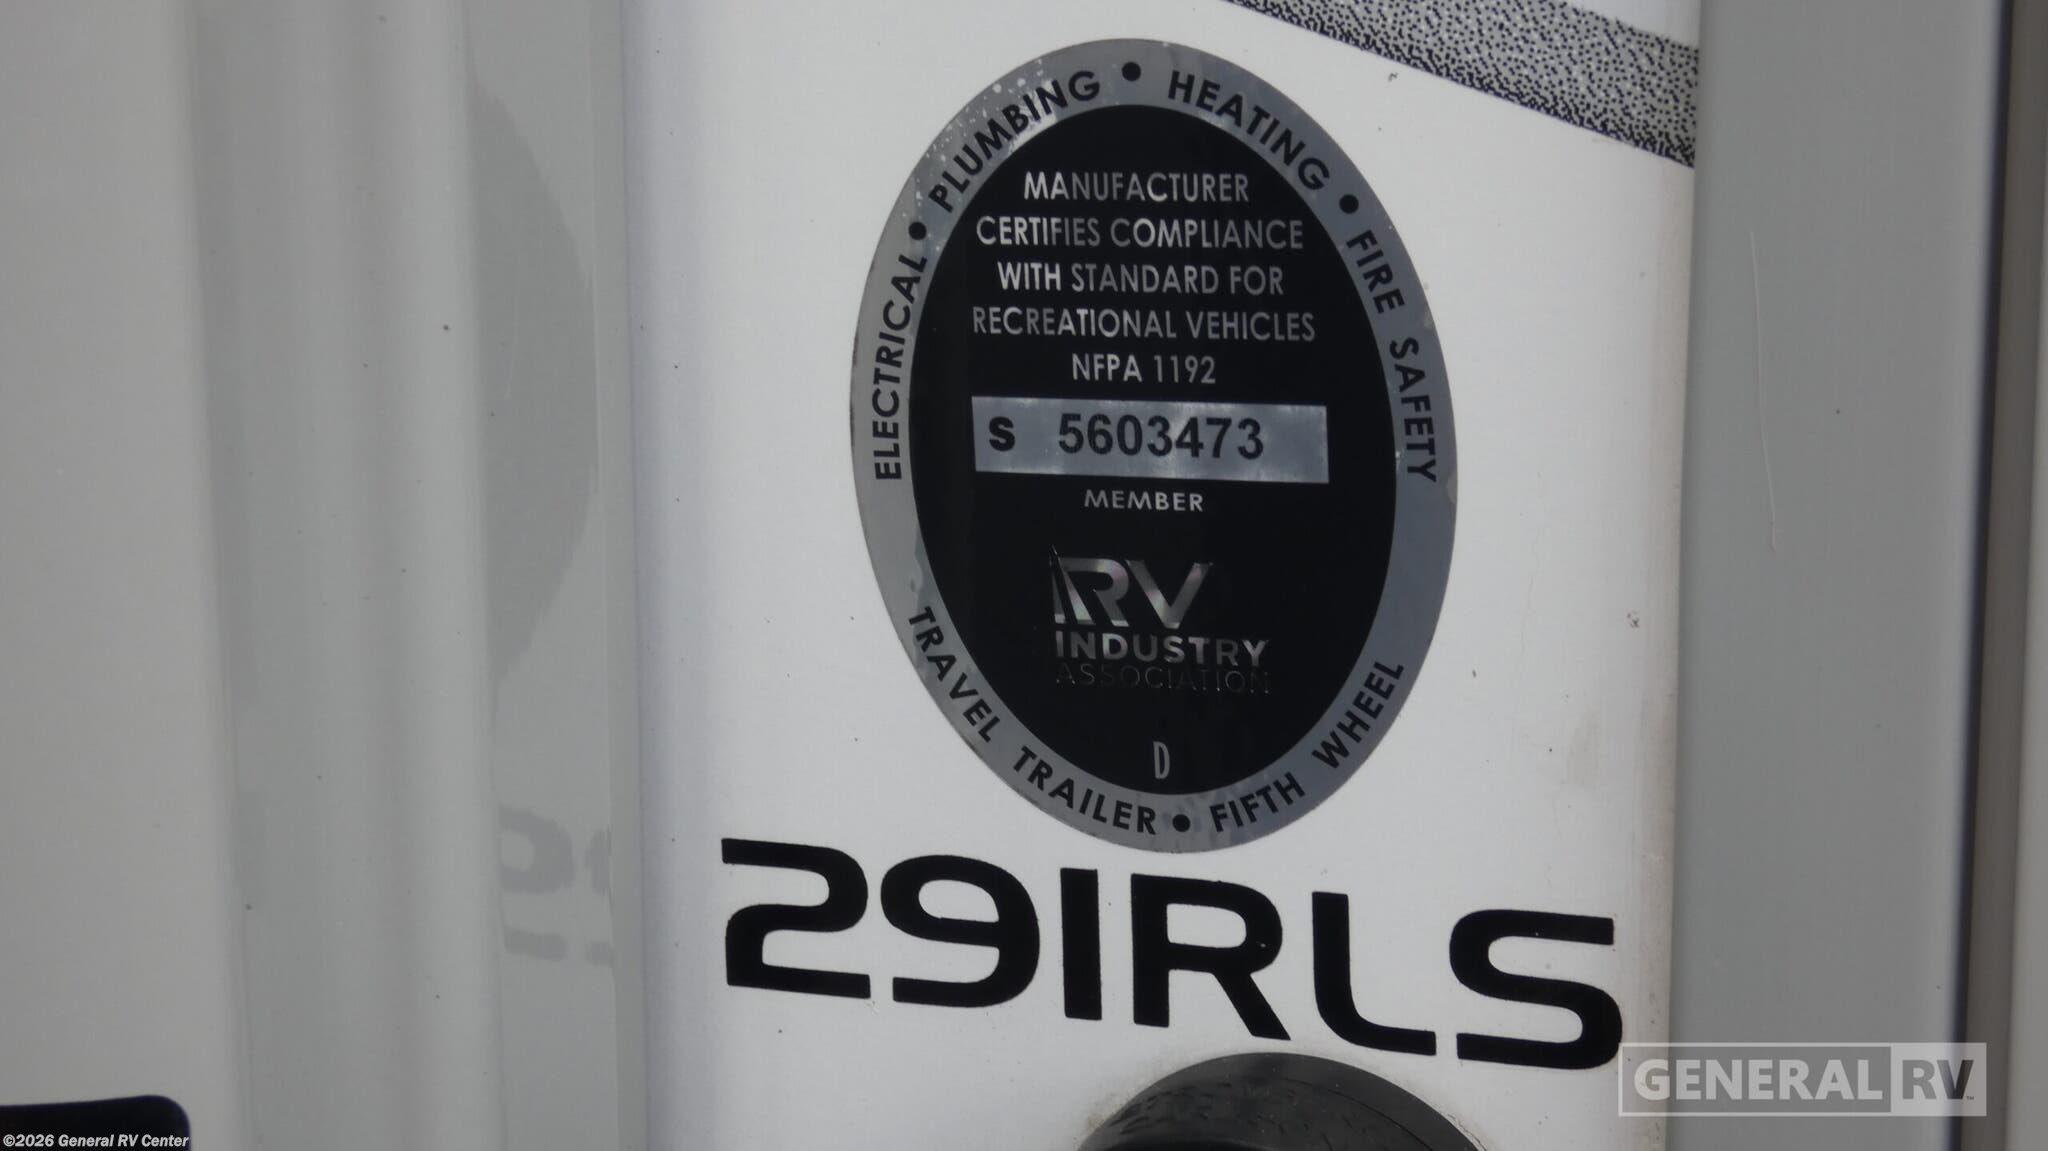 ELECTRICAL • PLUMBING • HEATING • FIRE SAFETY
MANUFACTURER
CERTIFIES COMPLIANCE
WITH STANDARD FOR
RECREATIONAL VEHICLES
NFPA 1192
S 5603473
MEMBER
RV
INDUSTRY
ASSOCIATION
D
TRAVEL TRAILER • FIFTH WHEEL
29IRLS
GENERAL RV™
©2026 General RV Center